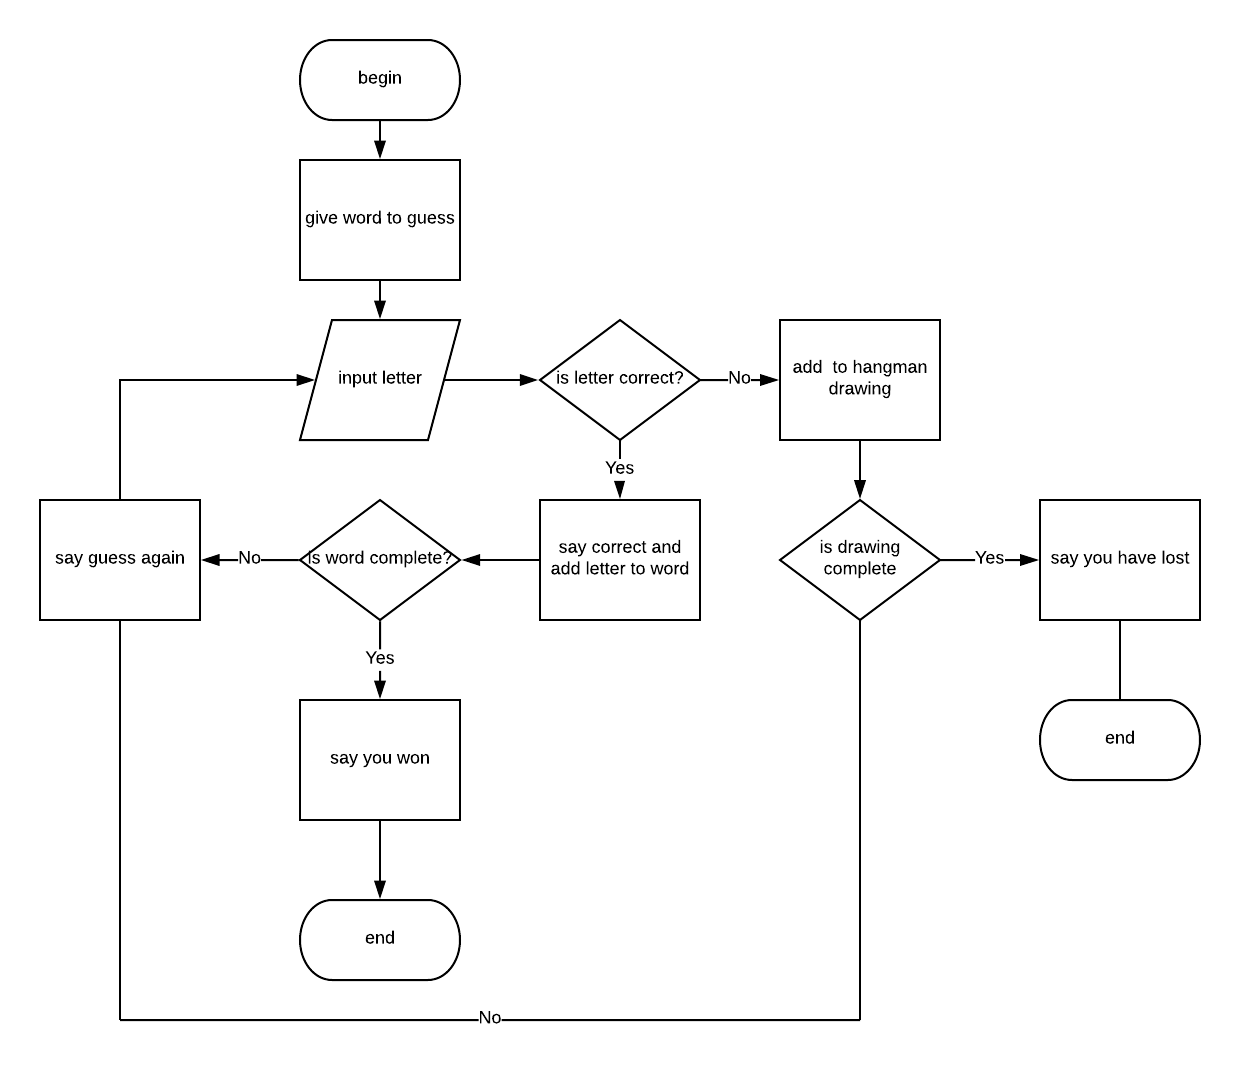 begin
give word to guess
input letter
is letter correct?
No
add  to hangman
drawing
Yes
say guess again
No
is word complete?
say correct and
add letter to word
is drawing
complete
Yes
say you have lost
Yes
say you won
end
end
No